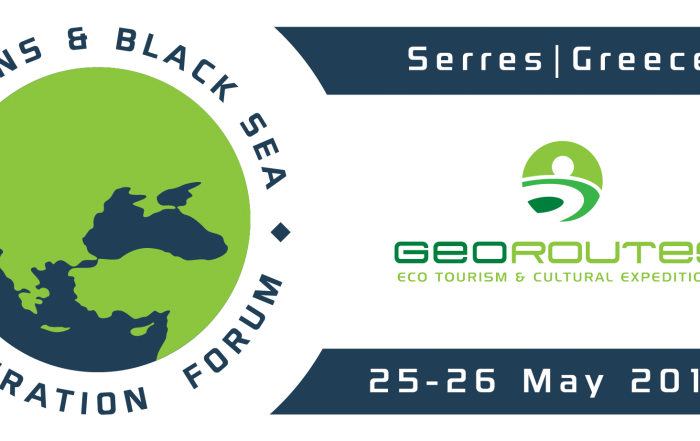 NS & BLACK SEA
RATION FORUM
Serres|Greece
GEOROUTES
ECO TOURISM & CULTURAL EXPEDITION
25-26 May 201